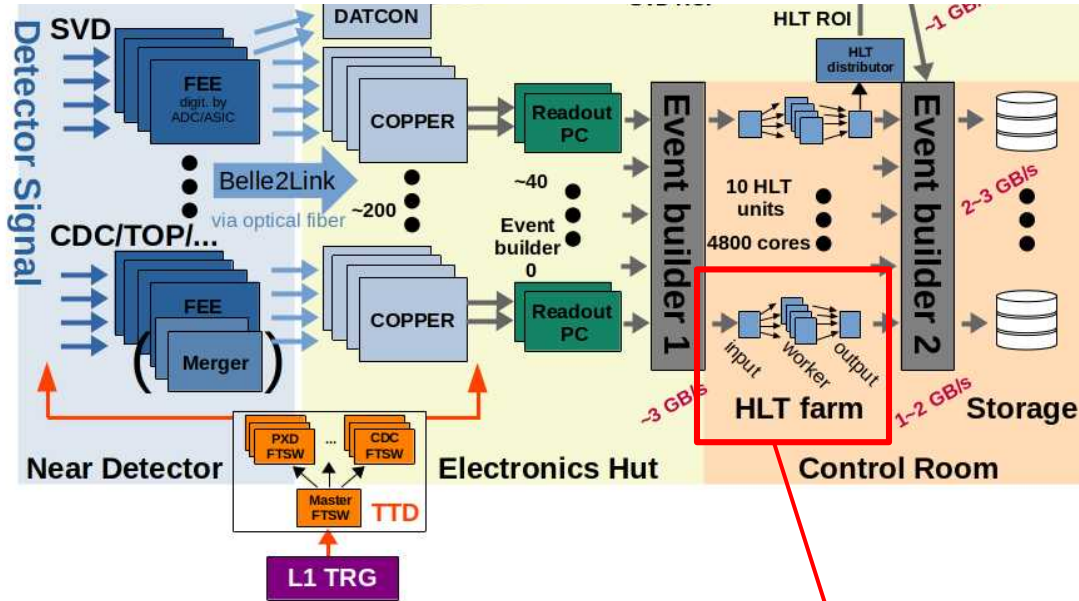 SVD
DATCON
HLT ROI
~1 GB/s
HLT
distributor
Detector Signal
FEE
digit. by
ADC/ASIC
COPPER
Readout
PC
Event builder 1
Event builder 2
Belle2Link
via optical fiber
~200
~40
Event
builder
0
10 HLT
units
4800 cores
2~3 GB/s
CDC/TOP/...
FEE
( Merger )
COPPER
Readout
PC
input
worker
output
~3 GB/s
HLT farm
1~2 GB/s
Storage
PXD
FTSW
...
CDC
FTSW
Near Detector
Electronics Hut
Control Room
Master
FTSW
TTD
L1 TRG